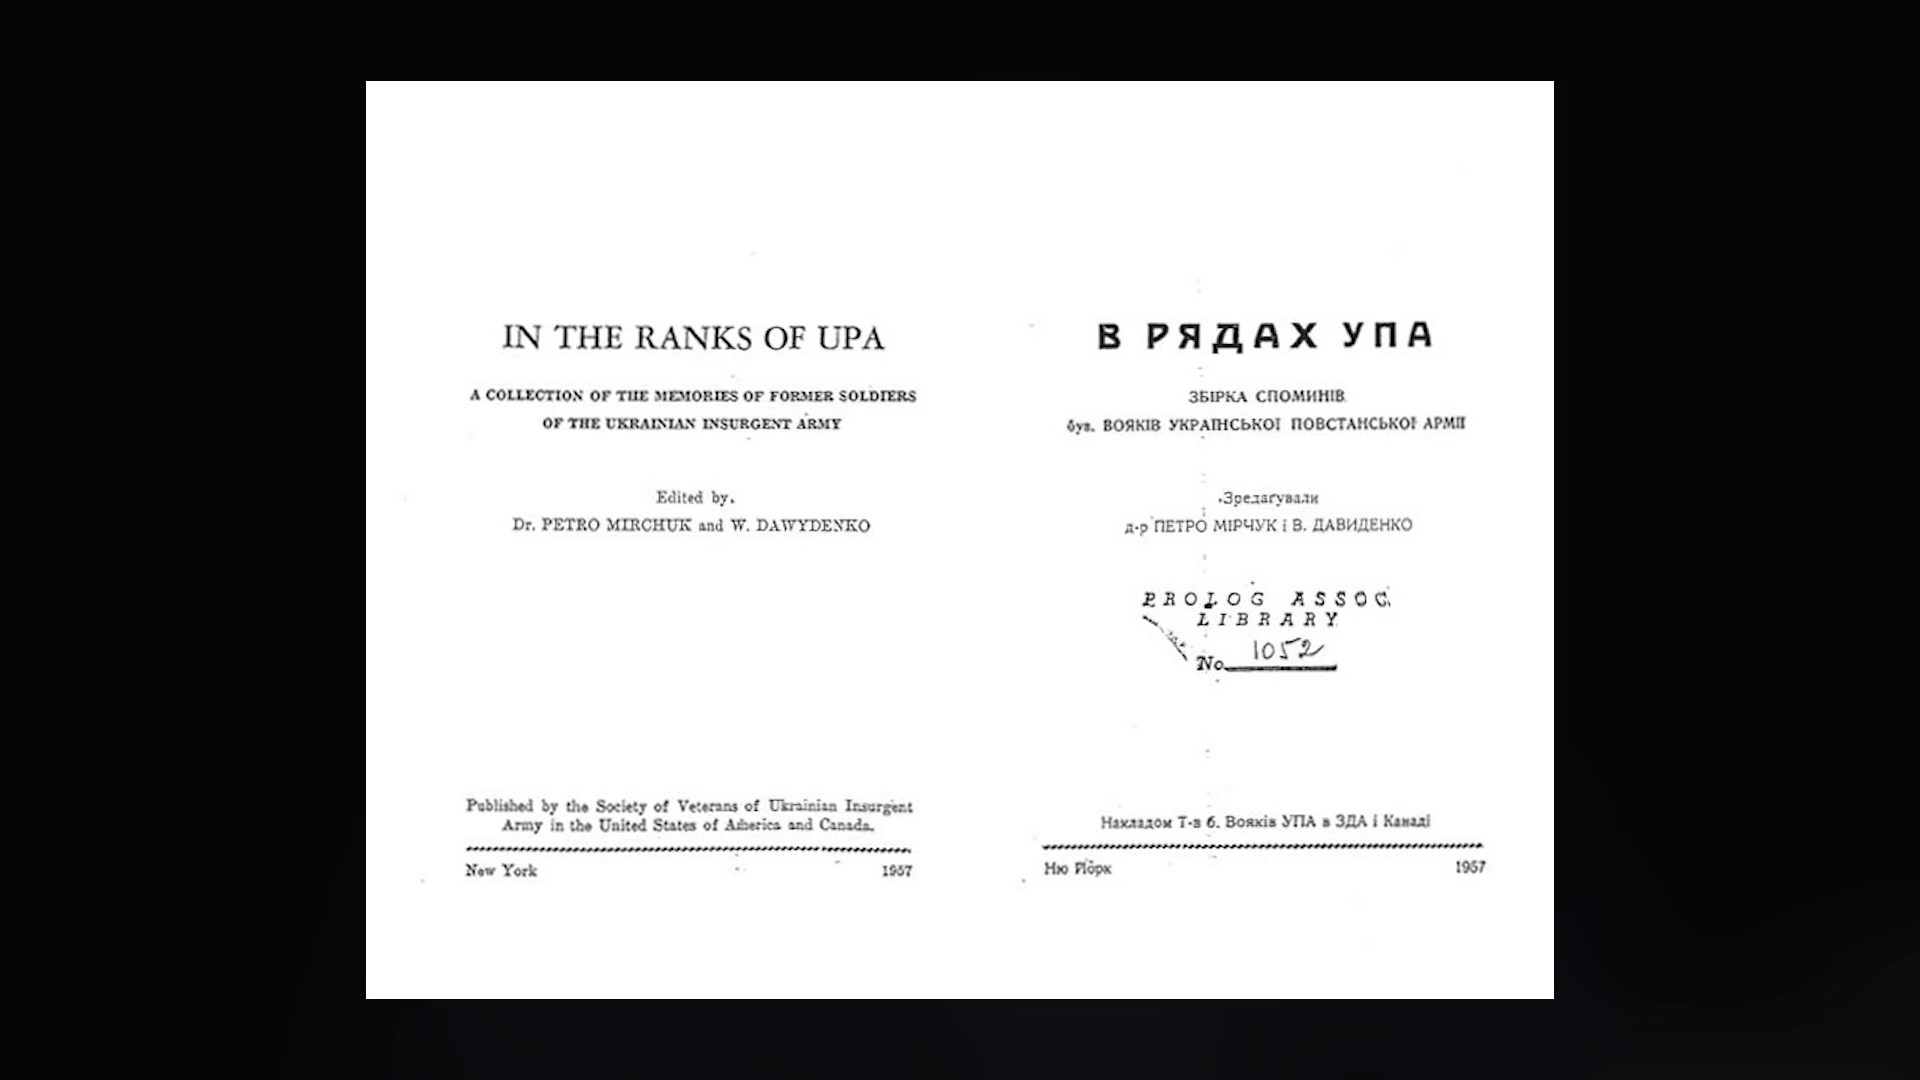 IN THE RANKS OF UPA
A COLLECTION OF THE MEMORIES OF FORMER SOLDIERS
OF THE UKRAINIAN INSURGENT ARMY
Edited by
Dr. PETRO MIRCHUK and W. DAWYDENKO
Published by the Society of Veterans of Ukrainian Insurgent
Army in the United States of America and Canada.
New York 1957
В РЯДАХ УПА
ЗБІРКА СПОМИНІВ
був. ВОЯКІВ УКРАЇНСЬКОЇ ПОВСТАНСЬКОЇ АРМІЇ
Зредагували
д-р ПЕТРО МІРЧУК і В. ДАВИДЕНКО
PROLOG ASSOC.
LIBRARY
No 1052
Накладом Т-в б. Вояків УПА в ЗДА і Канаді
Ню Йорк 1957